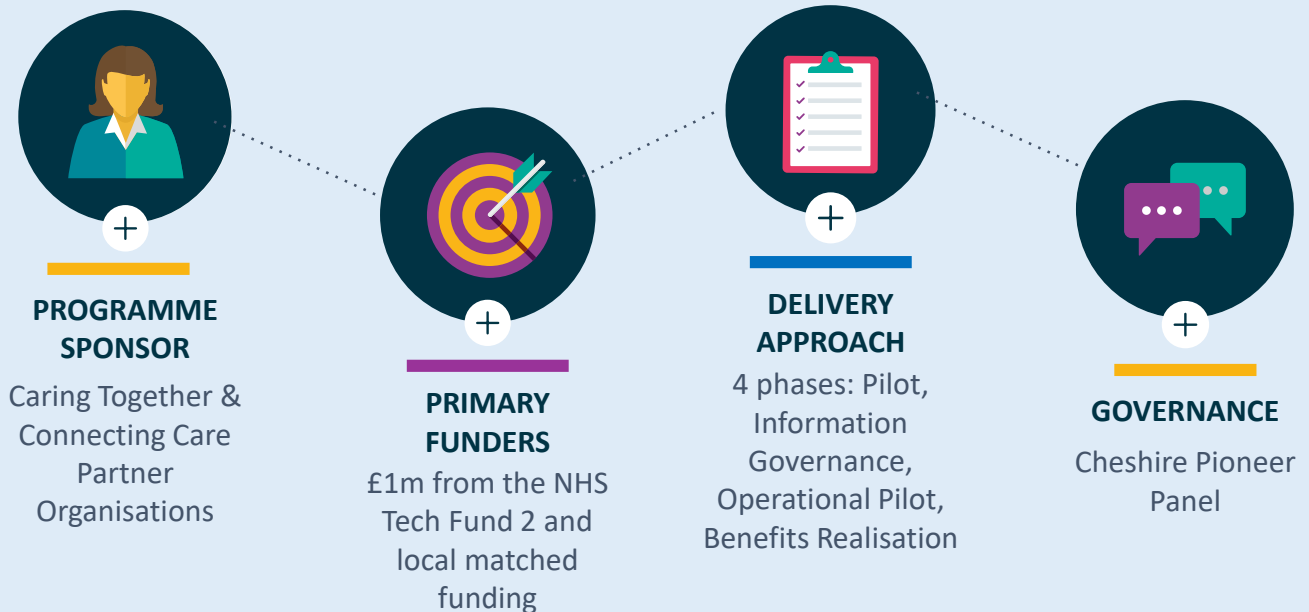 PROGRAMME
SPONSOR
Caring Together &
Connecting Care
Partner
Organisations
PRIMARY
FUNDERS
£1m from the NHS
Tech Fund 2 and
local matched
funding
DELIVERY
APPROACH
4 phases: Pilot,
Information
Governance,
Operational Pilot,
Benefits Realisation
GOVERNANCE
Cheshire Pioneer
Panel